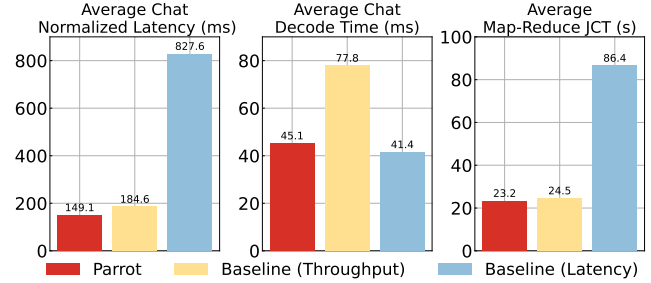 Average Chat
Normalized Latency (ms)
827.6
800
600
400
200
0
149.1
184.6
Average Chat
Decode Time (ms)
80
60
40
20
0
45.1
77.8
41.4
Average
Map-Reduce JCT (s)
100
80
60
40
20
0
23.2
24.5
86.4
Parrot
Baseline (Throughput)
Baseline (Latency)